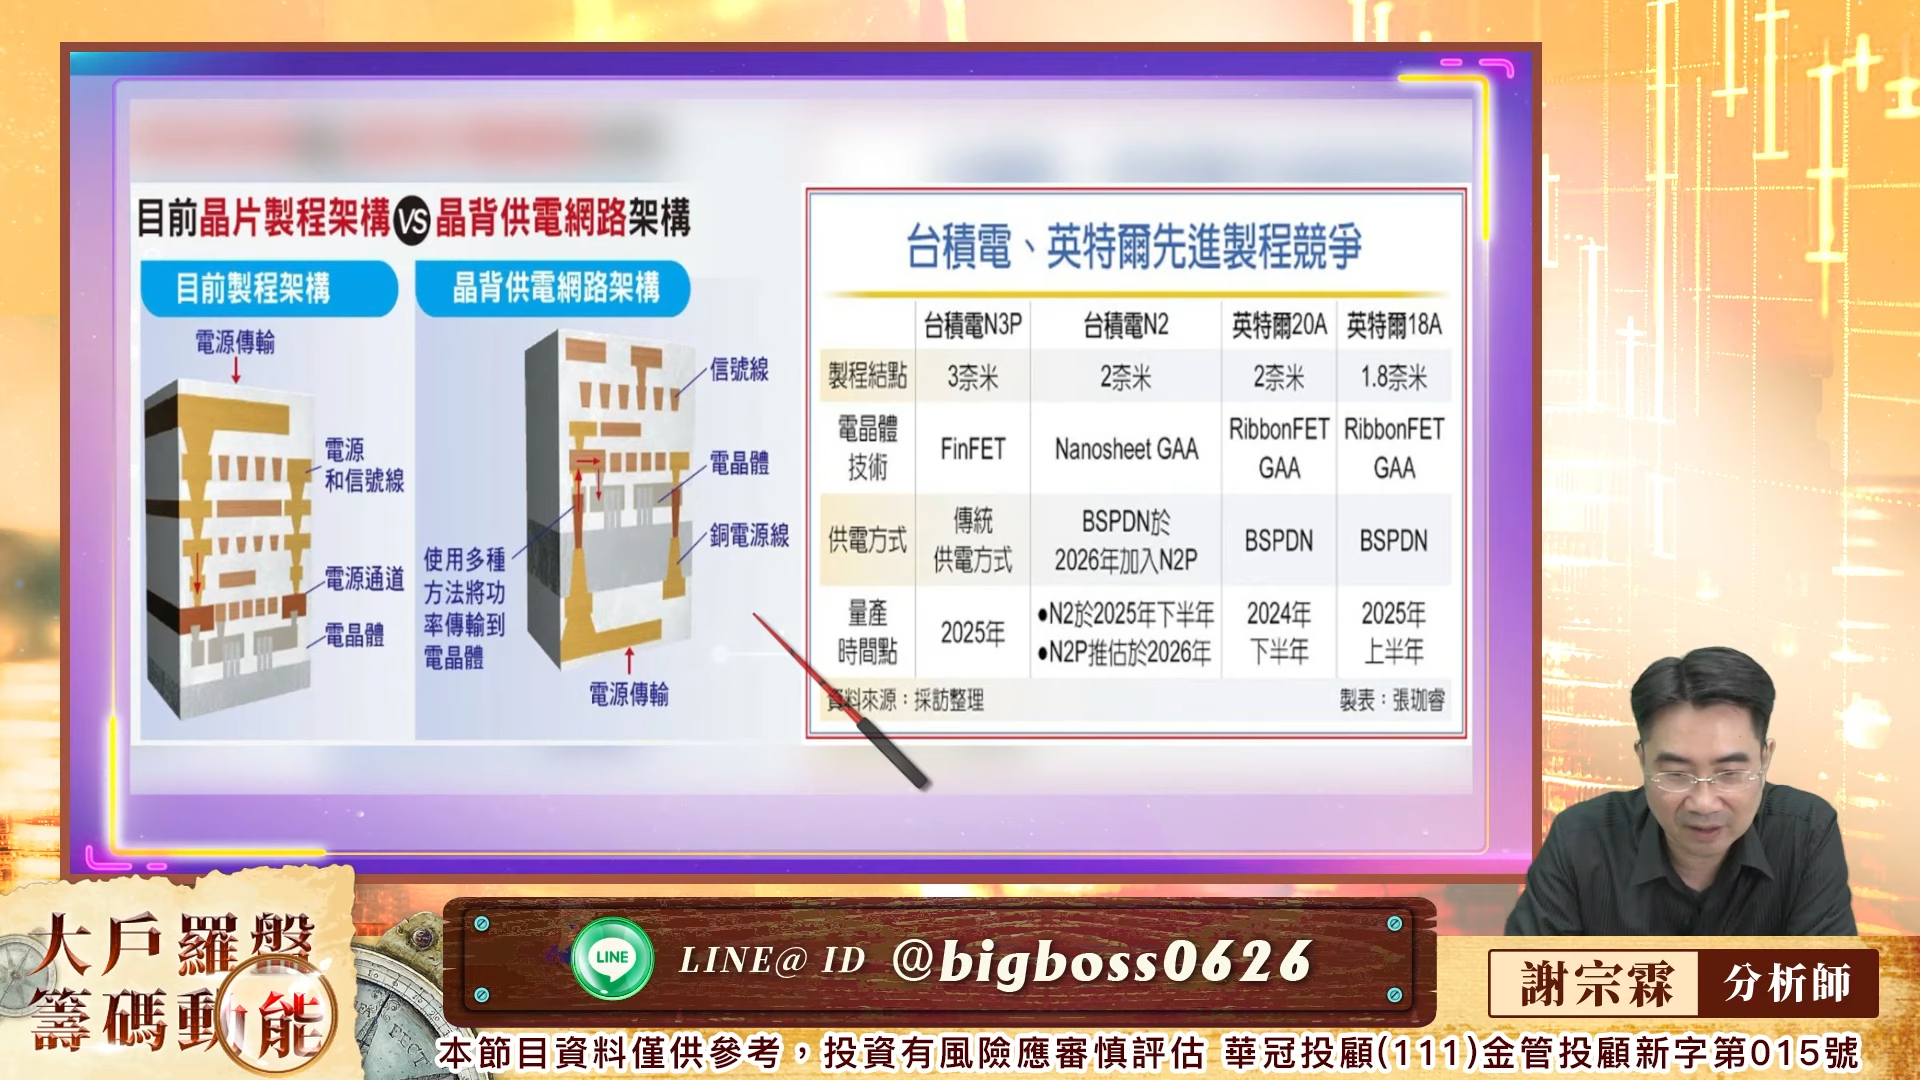 目前晶片製程架構VS晶背供電網路架構
目前製程架構
電源傳輸
電源
和信號線
電源通道
電晶體
晶背供電網路架構
信號線
電晶體
銅電源線
使用多種
方法將功
率傳輸到
電晶體
電源傳輸
台積電、英特爾先進製程競爭
台積電N3P 台積電N2 英特爾20A 英特爾18A
製程結點 3奈米 2奈米 2奈米 1.8奈米
電晶體
技術
FinFET
Nanosheet GAA
RibbonFET
GAA
RibbonFET
GAA
供電方式
傳統
供電方式
BSPDN於
2026年加入N2P
BSPDN
BSPDN
量產
時間點
2025年
●N2於2025年下半年
●N2P推估於2026年
2024年
下半年
2025年
上半年
資料來源：採訪整理
製表：張珈睿
大戶羅盤
籌碼動能
LINE
LINE@ ID @bigboss0626
謝宗霖 分析師
本節目資料僅供參考，投資有風險應審慎評估 華冠投顧(111)金管投顧新字第015號